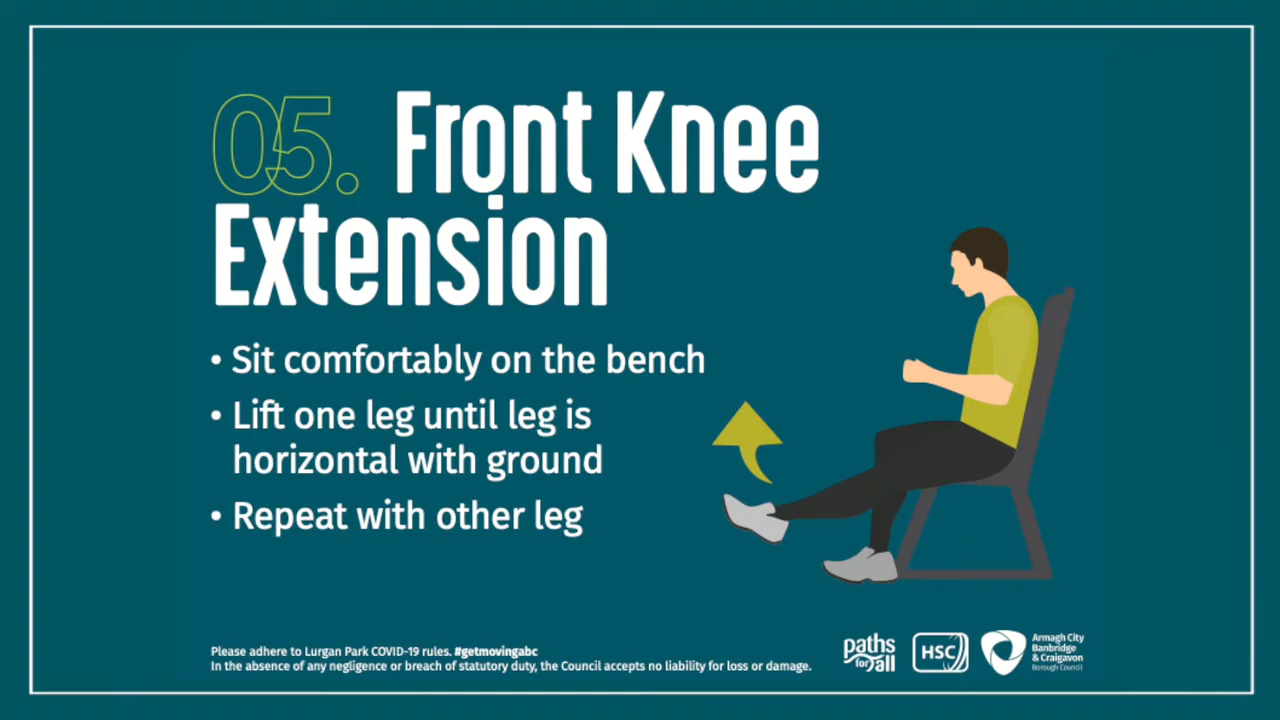 05. Front Knee
Extension
• Sit comfortably on the bench
• Lift one leg until leg is
horizontal with ground
• Repeat with other leg
Please adhere to Lurgan Park COVID-19 rules. #getmovingabc
In the absence of any negligence or breach of statutory duty, the Council accepts no liability for loss or damage.
paths
for all
HSC
Armagh City
Banbridge
& Craigavon
Borough Council